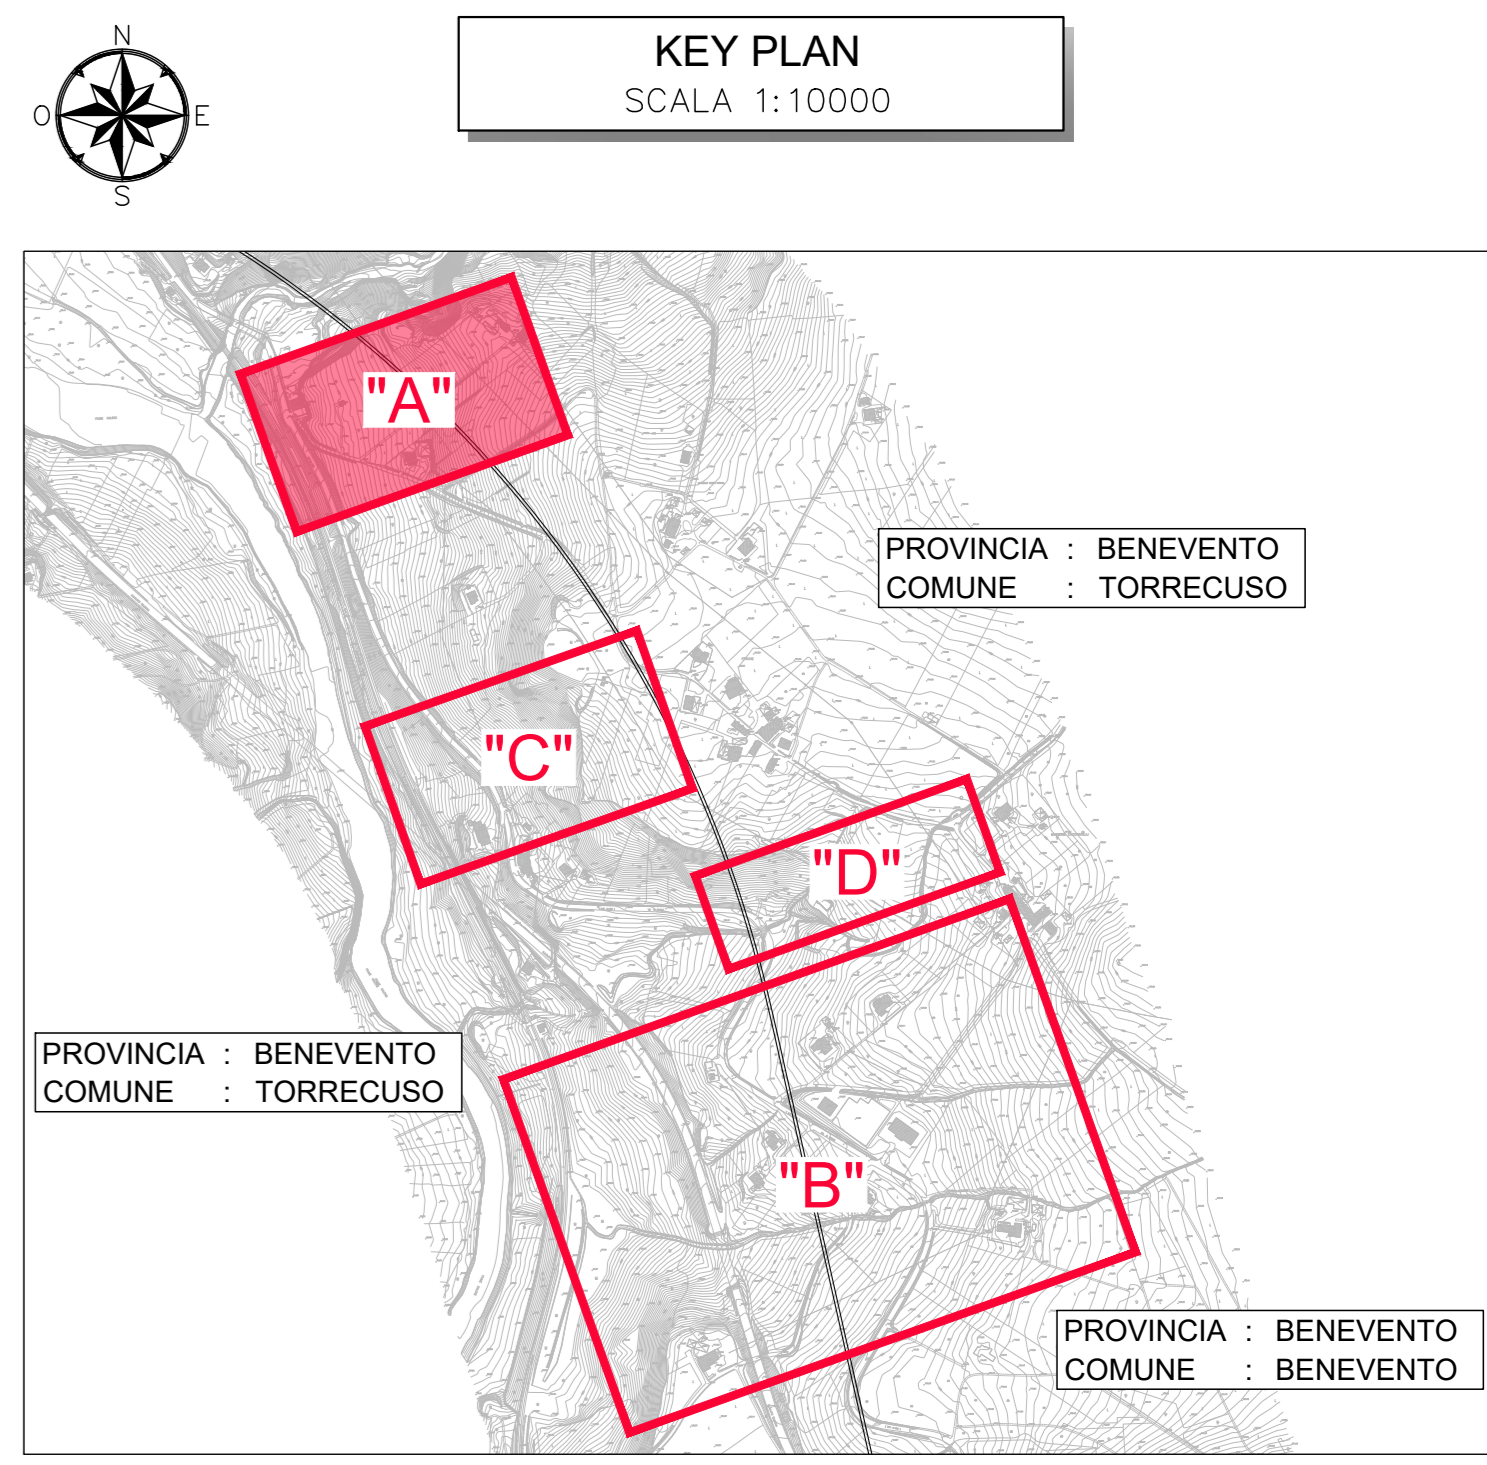 N
O E
S
KEY PLAN
SCALA 1:10000
"A"
PROVINCIA : BENEVENTO
COMUNE : TORRECUSO
"C"
"D"
PROVINCIA : BENEVENTO
COMUNE : TORRECUSO
"B"
PROVINCIA : BENEVENTO
COMUNE : BENEVENTO